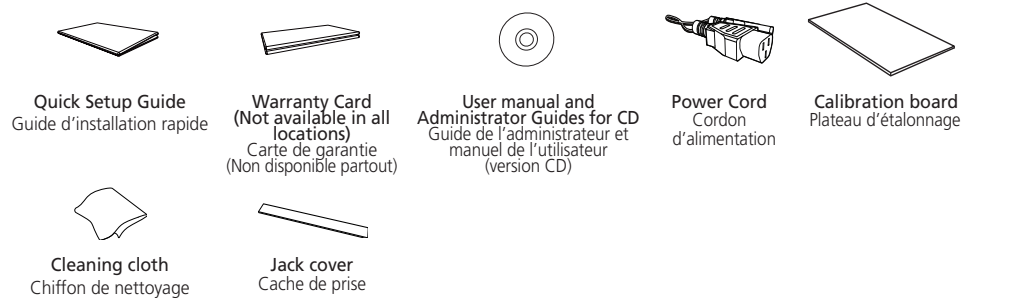 Quick Setup Guide
Guide d’installation rapide
Warranty Card
(Not available in all
locations)
Carte de garantie
(Non disponible partout)
User manual and
Administrator Guides for CD
Guide de l’administrateur et
manuel de l’utilisateur
(version CD)
Power Cord
Cordon
d’alimentation
Calibration board
Plateau d’étalonnage
Cleaning cloth
Chiffon de nettoyage
Jack cover
Cache de prise